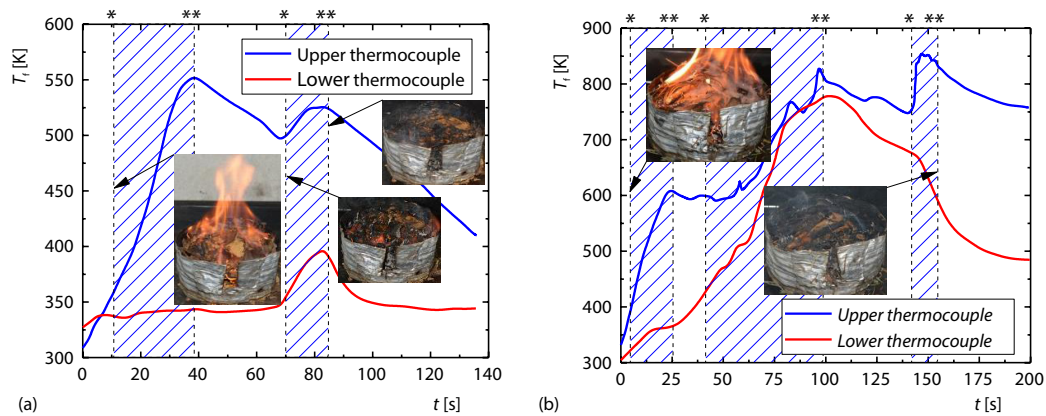 * ** * **
600
550
500
450
400
350
300
T_f [K]
Upper thermocouple
Lower thermocouple
0 20 40 60 80 100 120 140
(a)
t [s]
* ** * ** * **
900
800
750
600
500
400
300
T_f [K]
Upper thermocouple
Lower thermocouple
0 25 50 75 100 125 150 175 200
(b)
t [s]